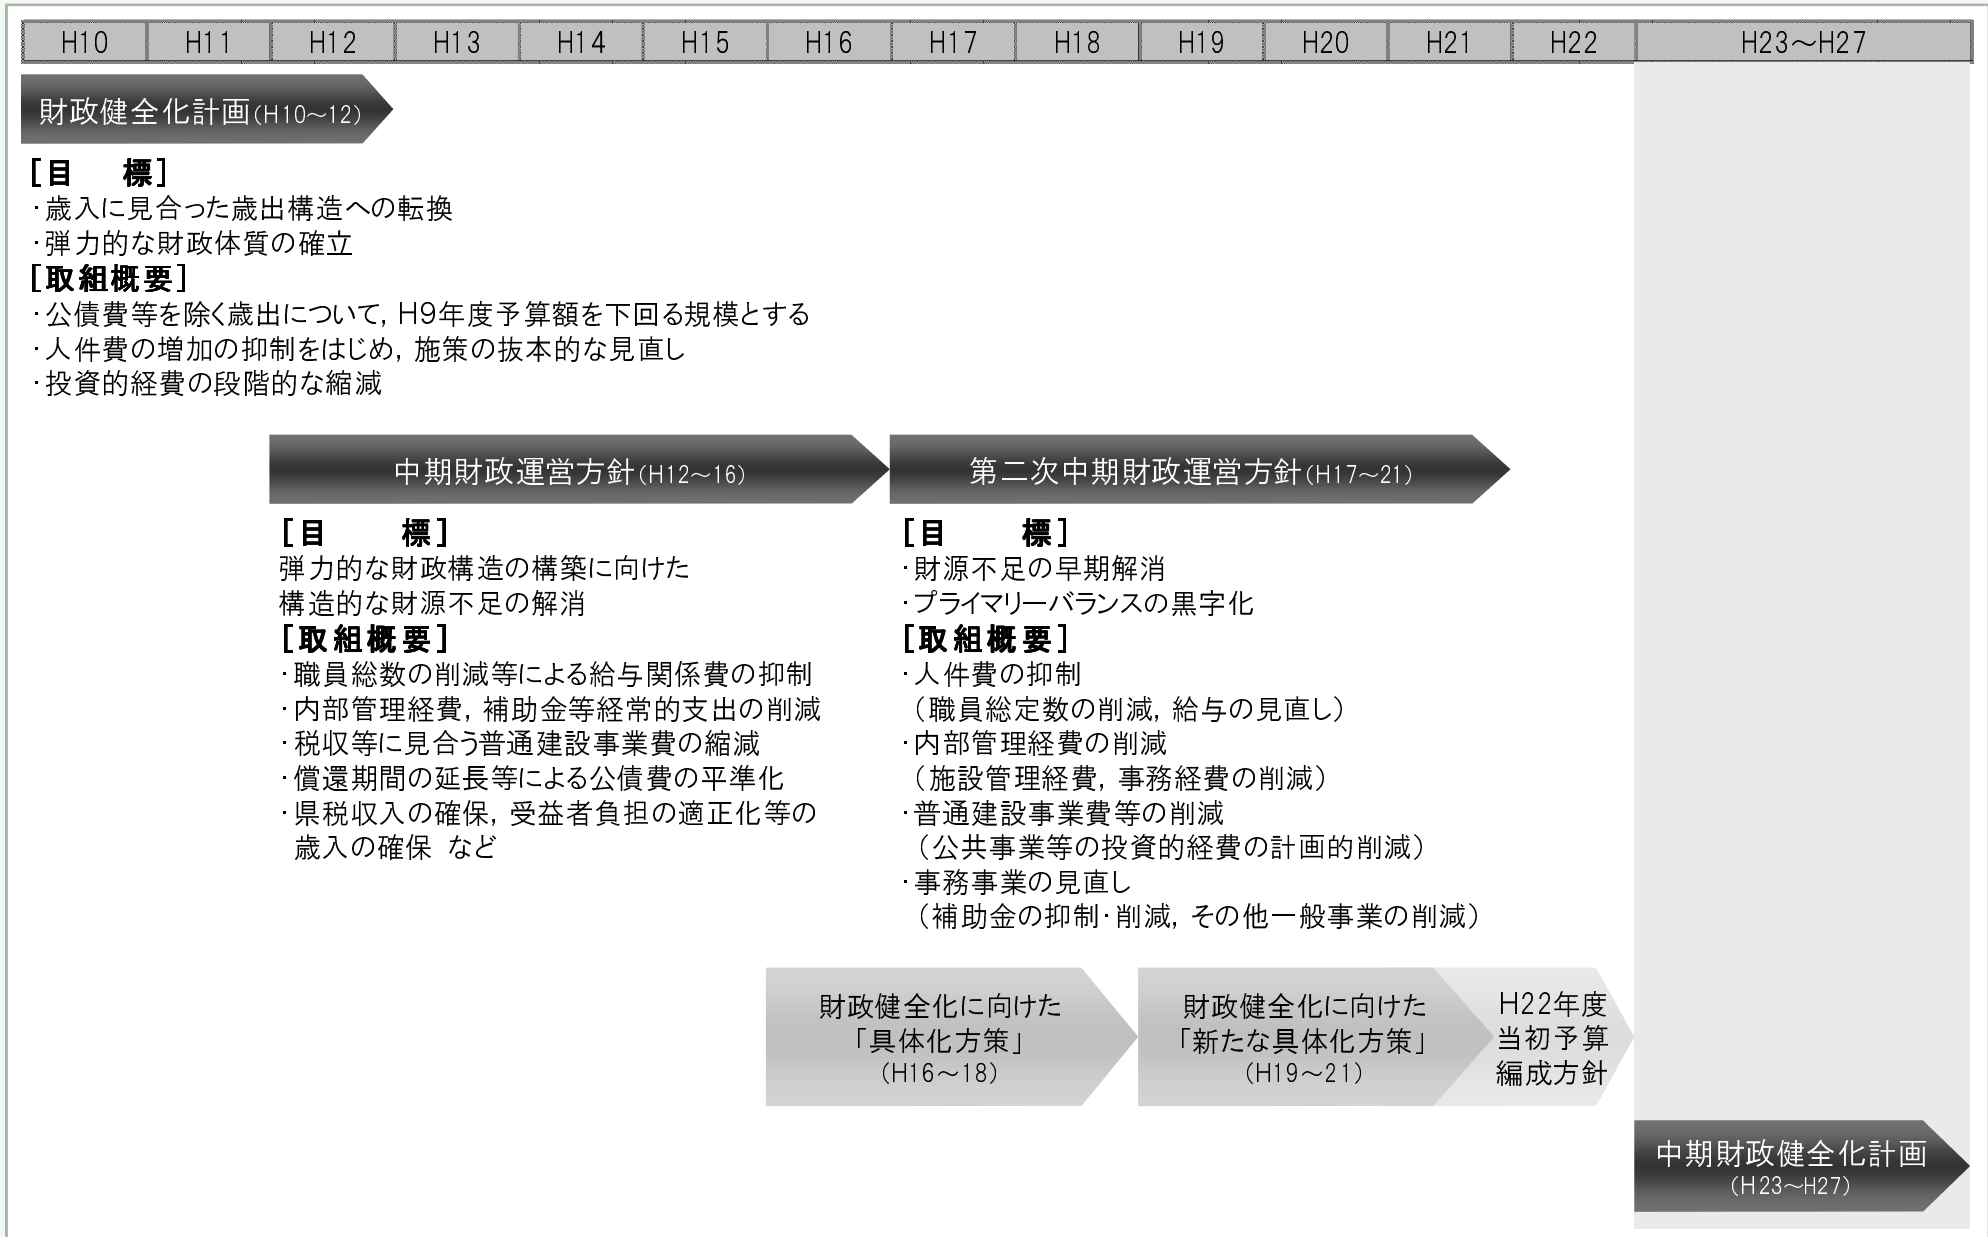 H10 H11 H12 H13 H14 H15 H16 H17 H18 H19 H20 H21 H22 H23～H27
財政健全化計画(H10～12)
[目　標]
・歳入に見合った歳出構造への転換
・弾力的な財政体質の確立
[取組概要]
・公債費等を除く歳出について, H9年度予算額を下回る規模とする
・人件費の増加の抑制をはじめ, 施策の抜本的な見直し
・投資的経費の段階的な縮減
中期財政運営方針(H12～16)
[目　標]
弾力的な財政構造の構築に向けた
構造的な財源不足の解消
[取組概要]
・職員総数の削減等による給与関係費の抑制
・内部管理経費, 補助金等経常的支出の削減
・税収等に見合う普通建設事業費の縮減
・償還期間の延長等による公債費の平準化
・県税収入の確保, 受益者負担の適正化等の
歳入の確保 など
第二次中期財政運営方針(H17～21)
[目　標]
・財源不足の早期解消
・プライマリーバランスの黒字化
[取組概要]
・人件費の抑制
（職員総定数の削減, 給与の見直し）
・内部管理経費の削減
（施設管理経費, 事務経費の削減）
・普通建設事業費等の削減
（公共事業等の投資的経費の計画的削減）
・事務事業の見直し
（補助金の抑制・削減, その他一般事業の削減）
財政健全化に向けた
「具体化方策」
(H16～18)
財政健全化に向けた
「新たな具体化方策」
(H19～21)
H22年度
当初予算
編成方針
中期財政健全化計画
(H23～H27)